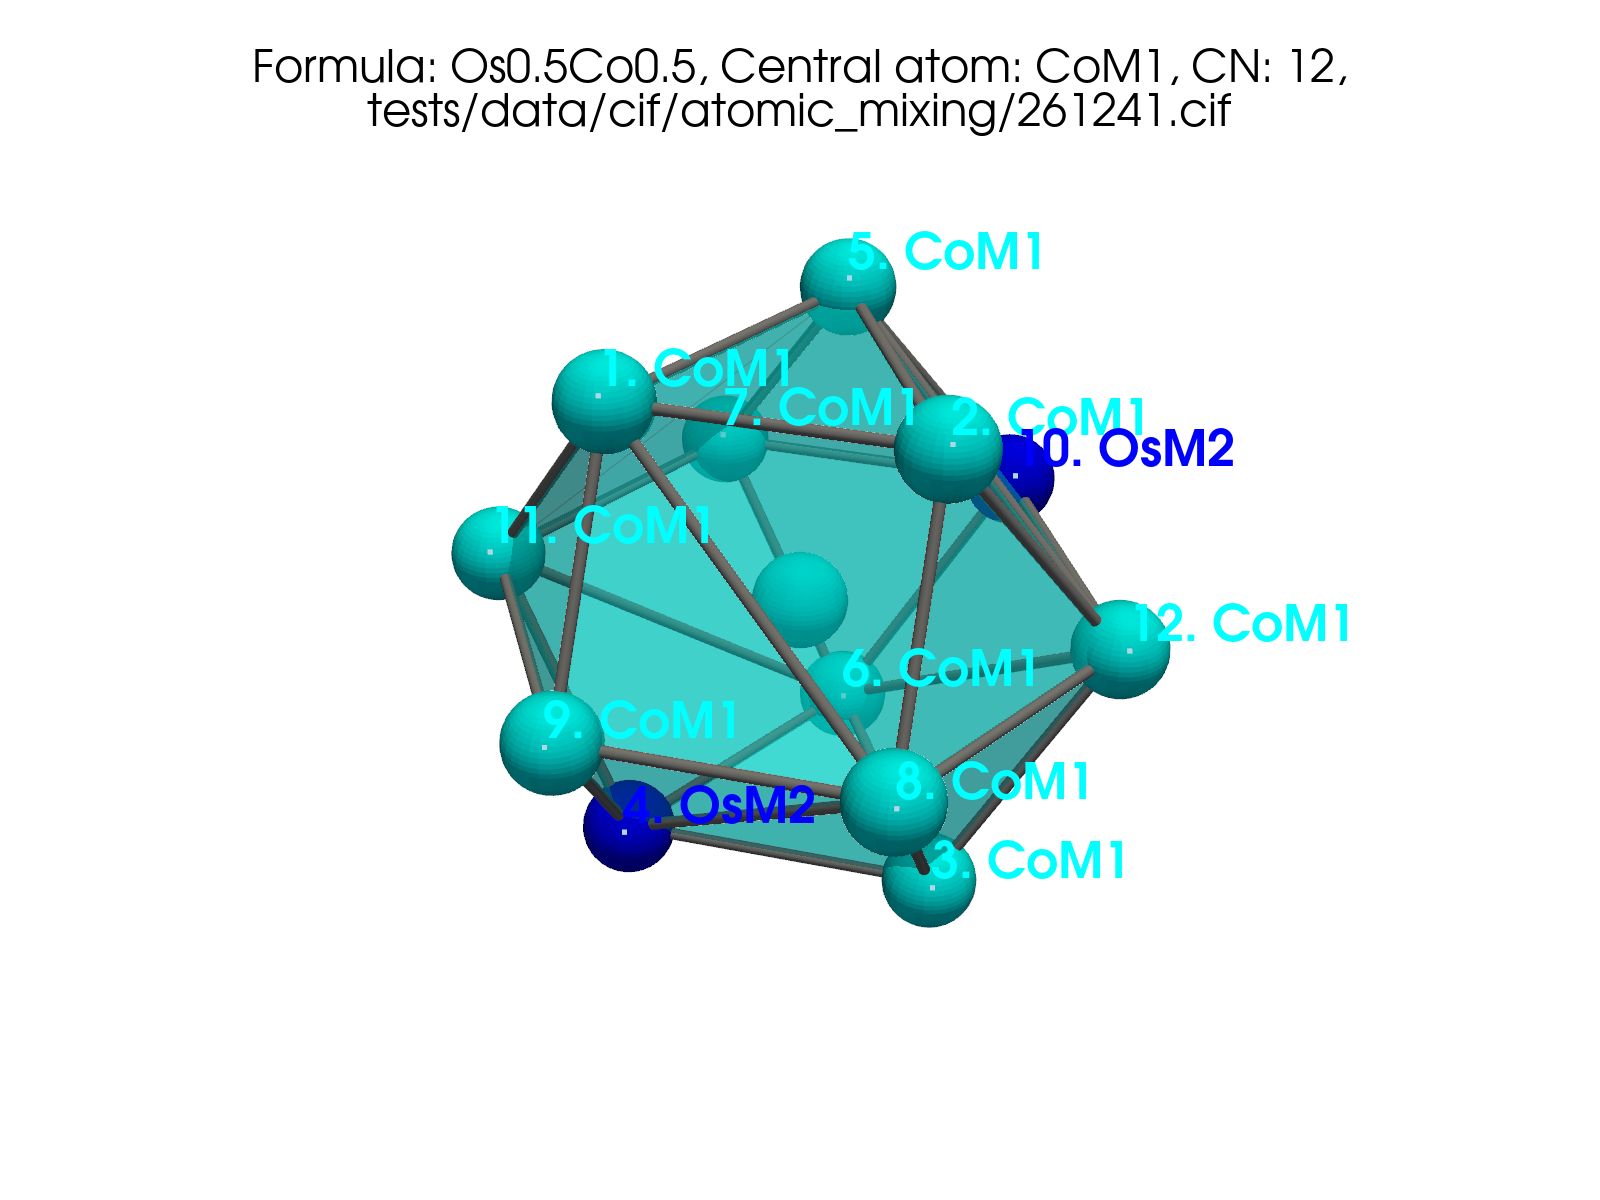 Formula: Os0.5Co0.5, Central atom: CoM1, CN: 12,
tests/data/cif/atomic_mixing/261241.cif
5. CoM1
1. CoM1
7. CoM1
2. CoM1
10. OsM2
11. CoM1
12. CoM1
6. CoM1
9. CoM1
8. CoM1
4. OsM2
3. CoM1